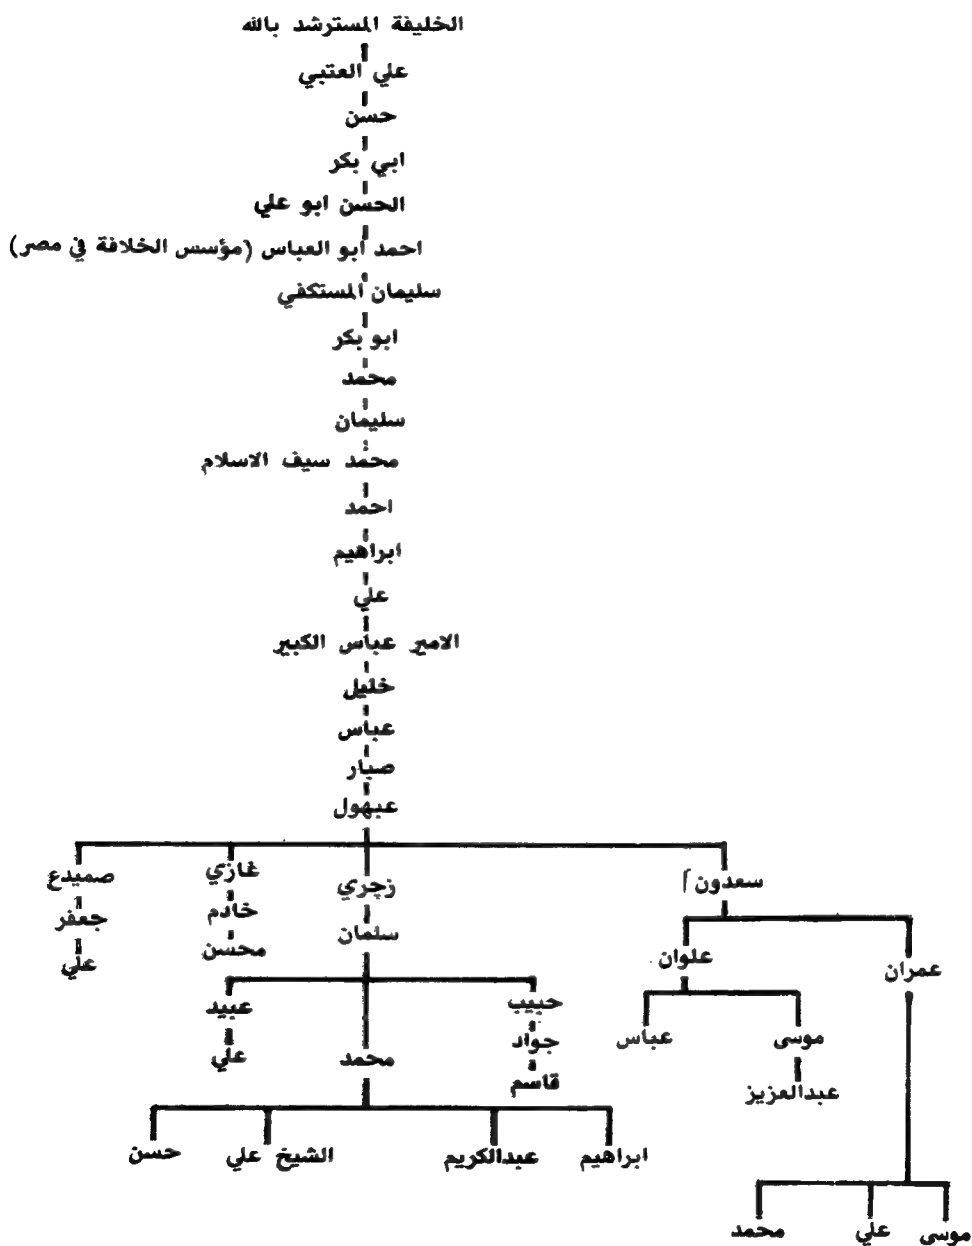 الخليفة المسترشد بالله
علي العتبي
حسن
ابي بكر
الحسن ابو علي
احمد ابو العباس (مؤسس الخلافة في مصر)
سليمان المستكفي
ابو بكر
محمد
سليمان
محمد سيف الاسلام
احمد
ابراهيم
علي
الامير عباس الكبير
خليل
عباس
صبار
عبهول
سعدون زجري غازي صميدع
خادم جعفر
سلمان محسن علي
عمران علوان
حبيب عبيد
موسى عباس جواد محمد علي
قاسم
عبدالعزيز
ابراهيم عبدالكريم الشيخ علي حسن
موسى علي محمد